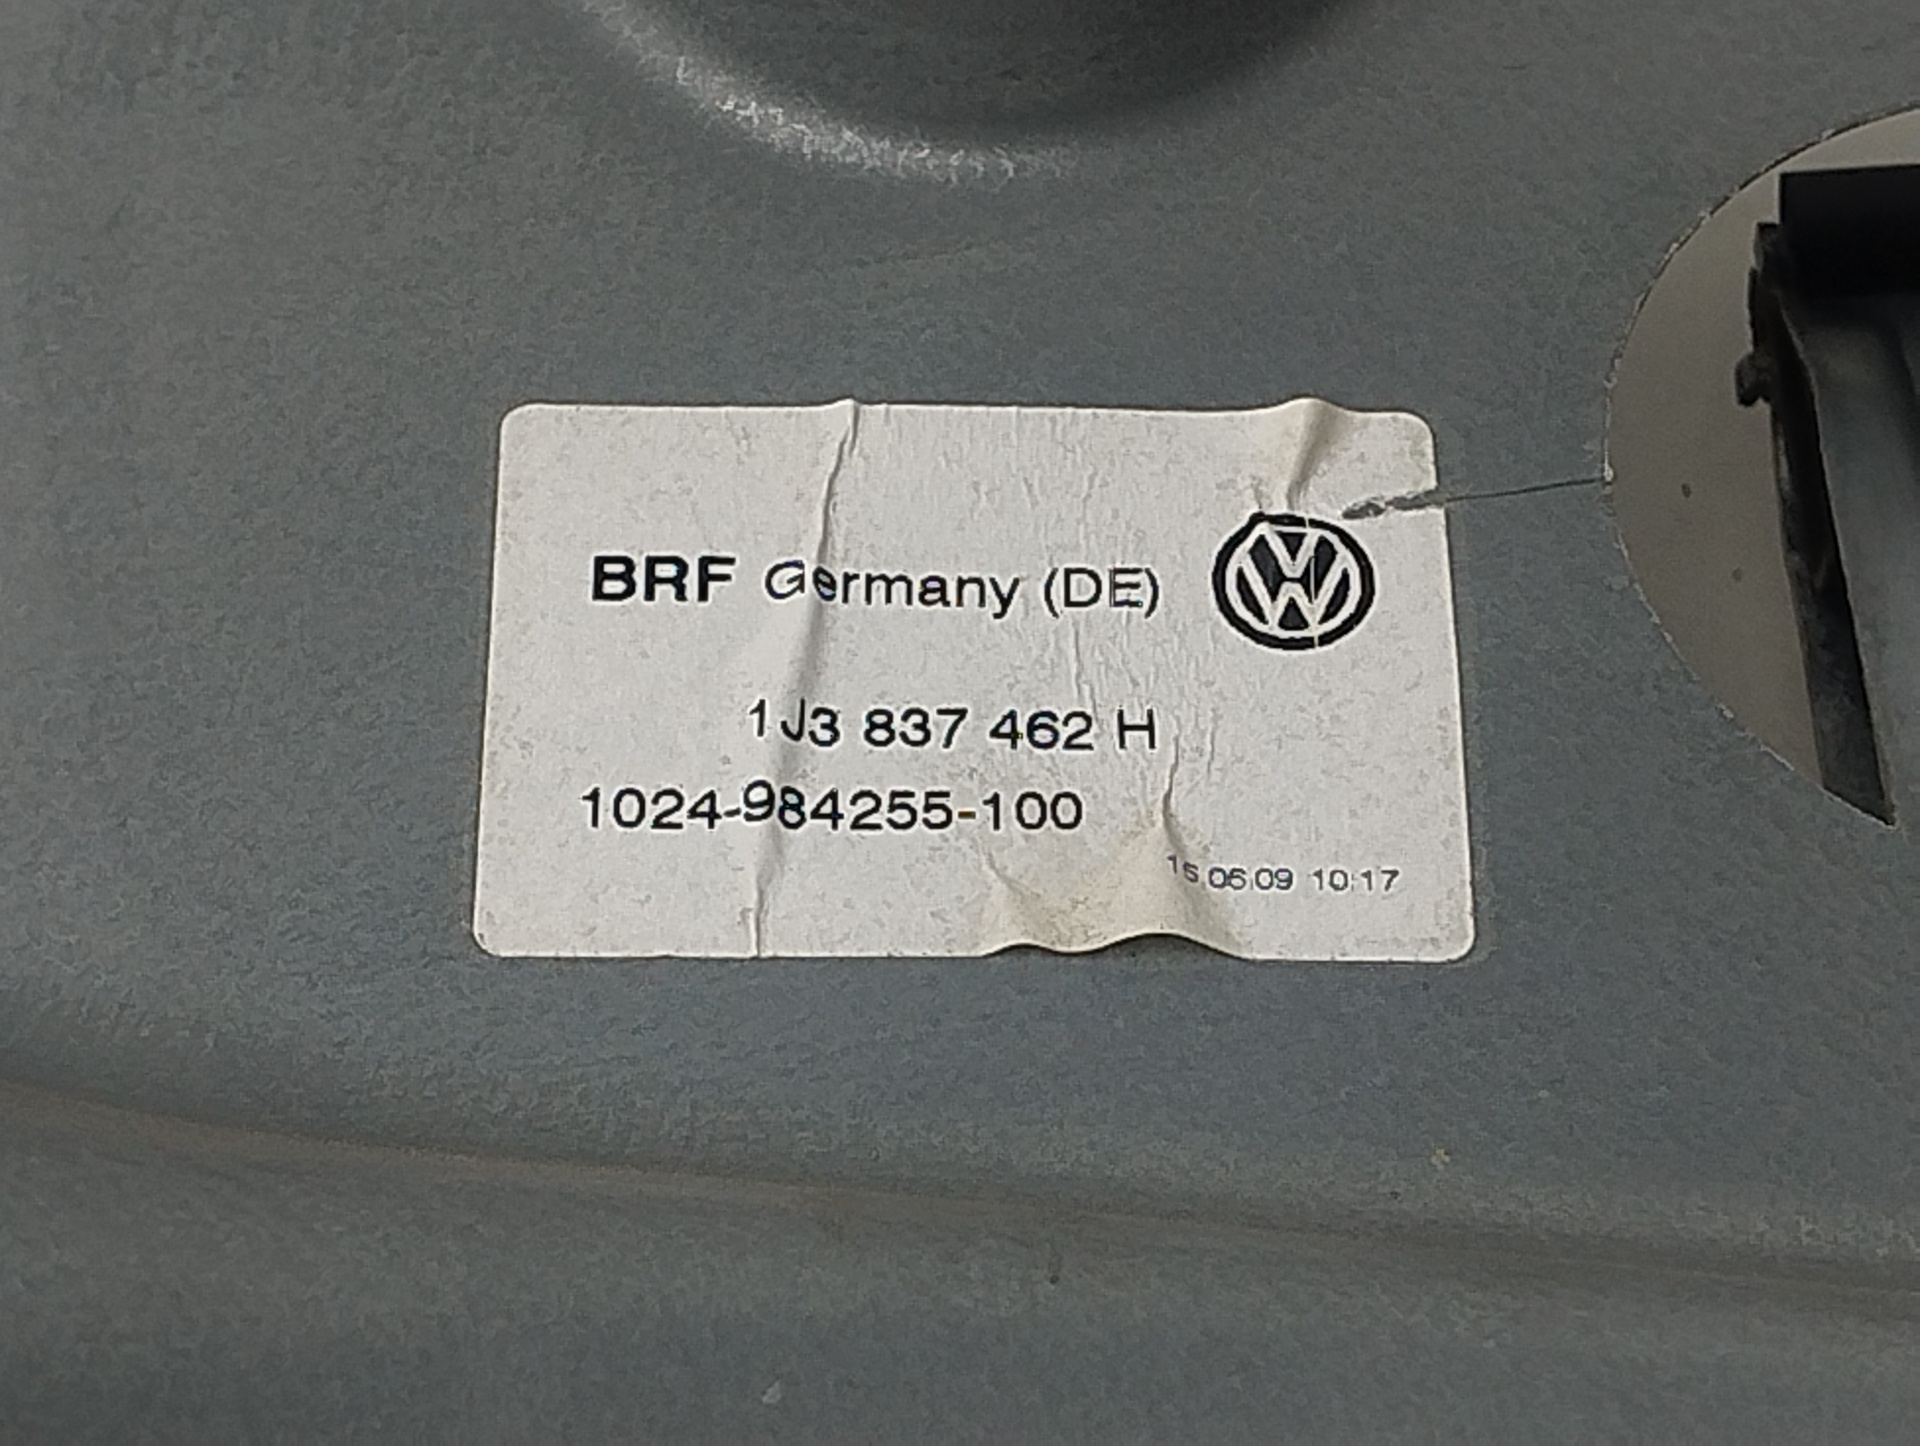 BRF Germany (DE)
1J3 837 462 H
1024-984255-100
15 06 09 10:17